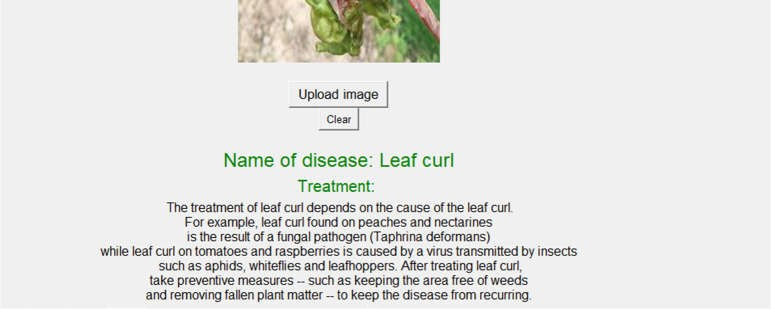 Upload image
Clear
Name of disease: Leaf curl
Treatment:
The treatment of leaf curl depends on the cause of the leaf curl.
For example, leaf curl found on peaches and nectarines
is the result of a fungal pathogen (Taphrina deformans)
while leaf curl on tomatoes and raspberries is caused by a virus transmitted by insects
such as aphids, whiteflies and leafhoppers. After treating leaf curl,
take preventive measures -- such as keeping the area free of weeds
and removing fallen plant matter -- to keep the disease from recurring.